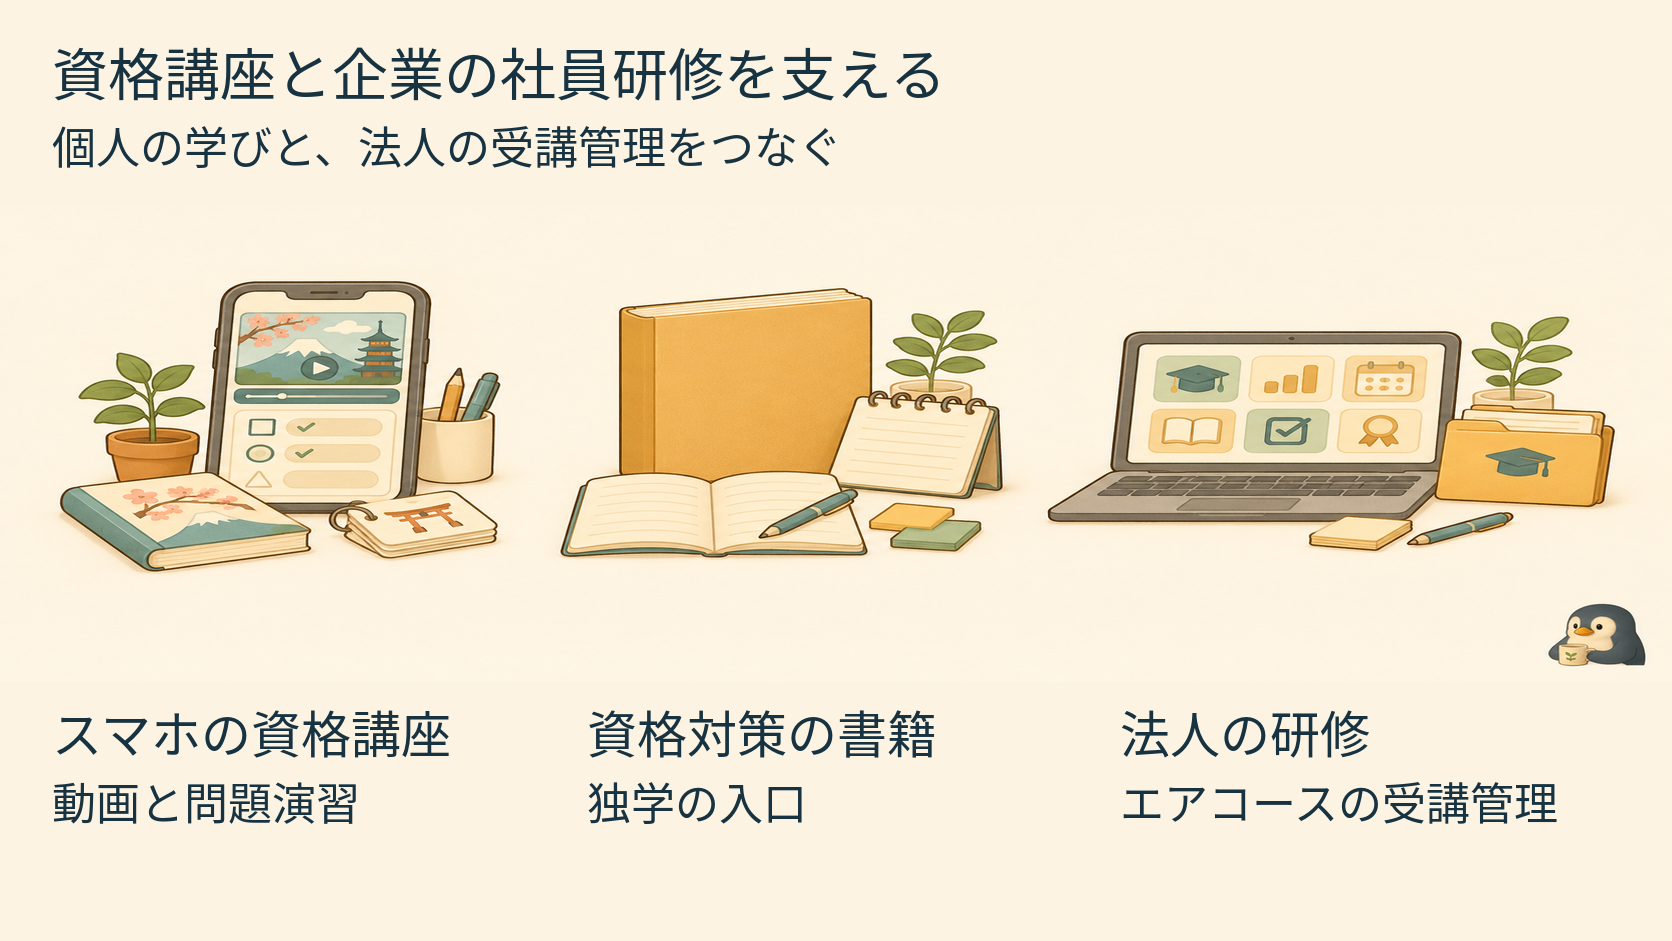 資格講座と企業の社員研修を支える
個人の学びと、法人の受講管理をつなぐ
スマホの資格講座
動画と問題演習
資格対策の書籍
独学の入口
法人の研修
エアコースの受講管理